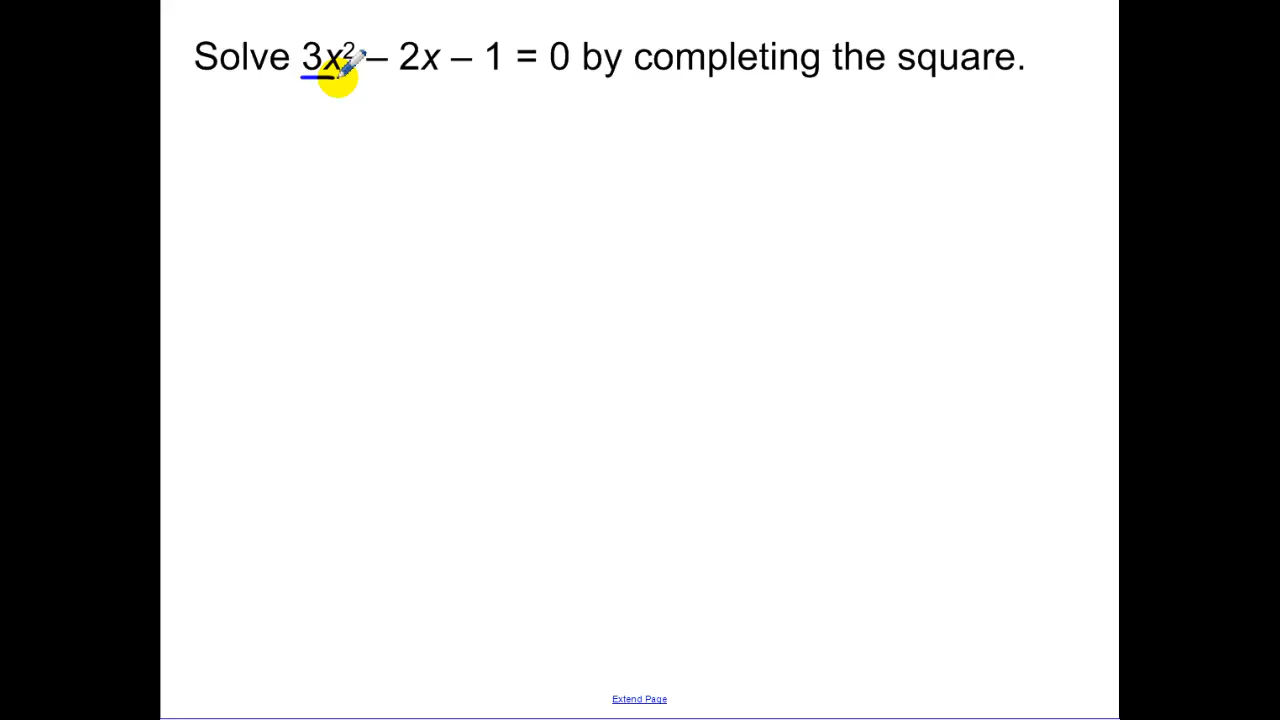 Solve 3x² – 2x – 1 = 0 by completing the square.
Extend Page